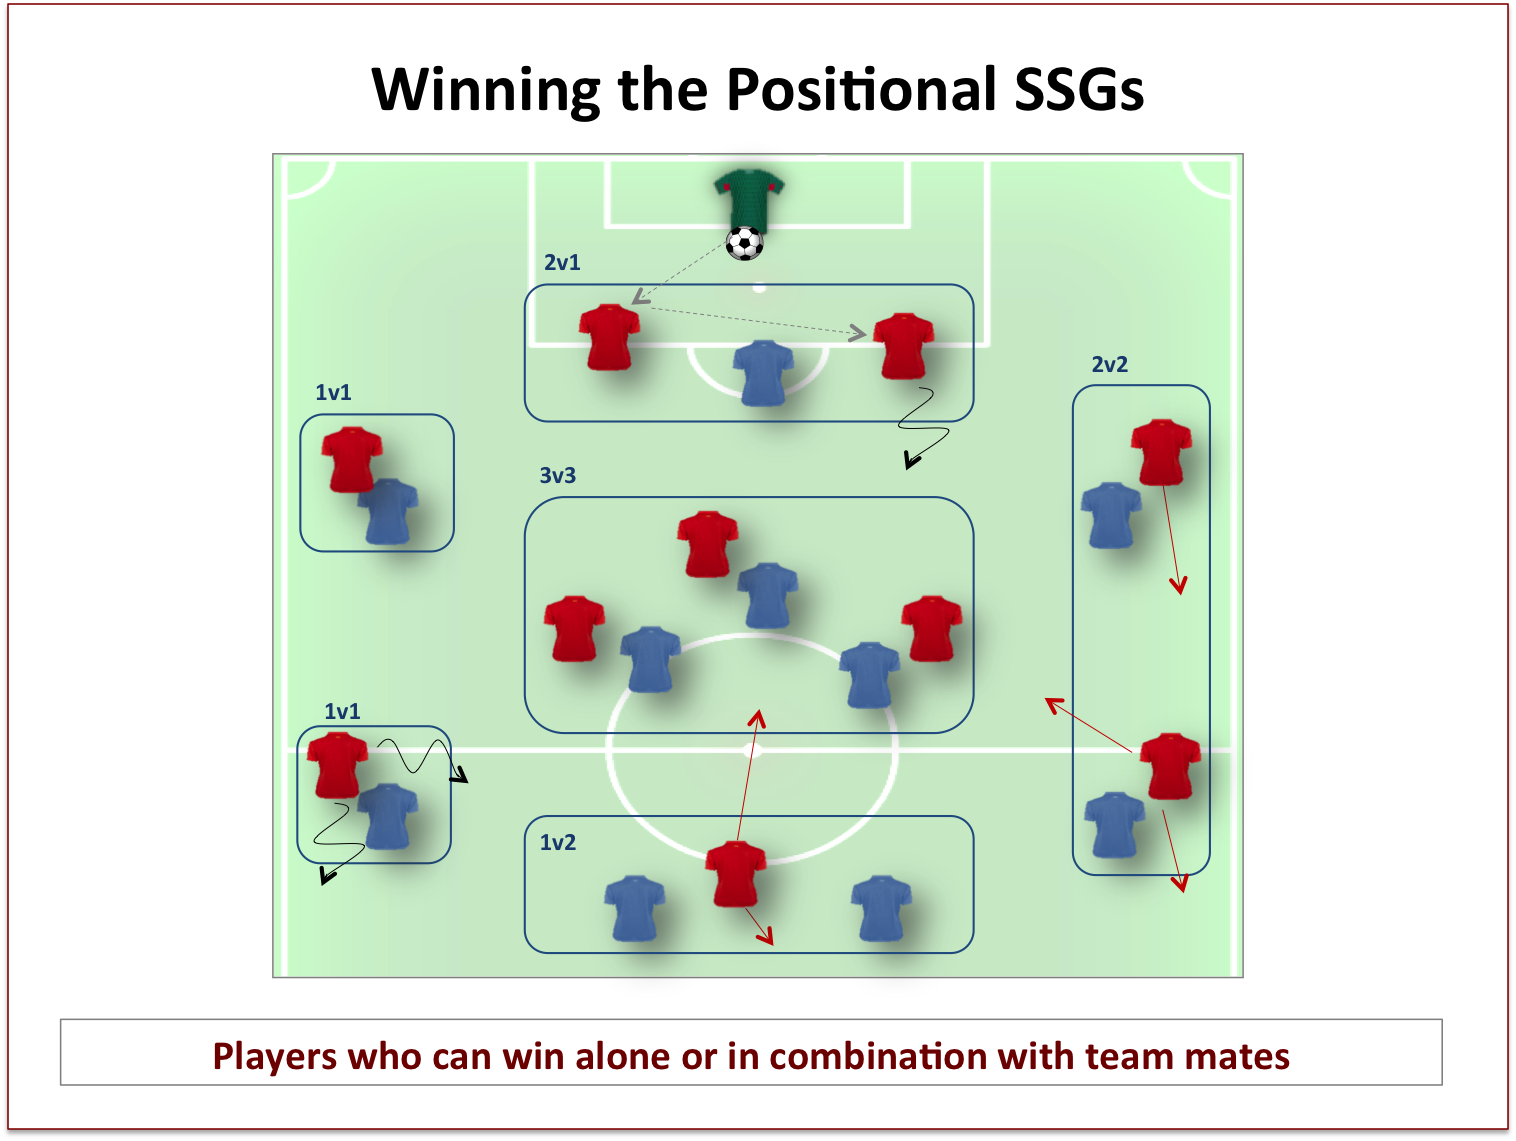 Winning the Positional SSGs
2v1
2v2
1v1
3v3
1v1
1v2
Players who can win alone or in combination with team mates